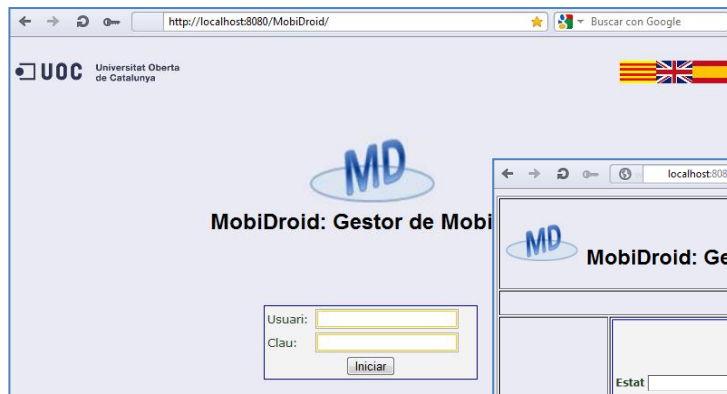 http://localhost:8080/MobiDroid/
Buscar con Google
UOC
Universitat Oberta
de Catalunya
MD
MobiDroid: Gestor de Mobi
Usuari:
Clau:
Iniciar
localhost:808
MD
MobiDroid: Ge
Estat